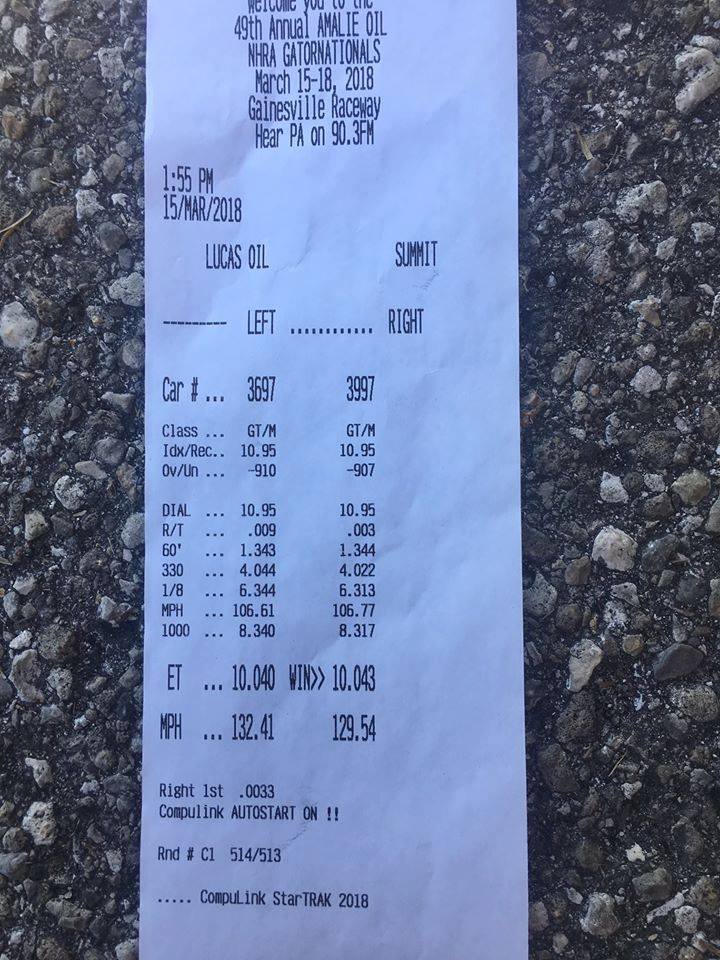 Welcome you to the
49th Annual AMALIE OIL
NHRA GATORNATIONALS
March 15-18, 2018
Gainesville Raceway
Hear PA on 90.3FM
1:55 PM
15/MAR/2018
LUCAS OIL SUMMIT
--------- LEFT ............ RIGHT
Car # ... 3697 3997
Class ... GT/M GT/M
Idx/Rec.. 10.95 10.95
Ov/Un ... -910 -907
DIAL ... 10.95 10.95
R/T ... .009 .003
60' ... 1.343 1.344
330 ... 4.044 4.022
1/8 ... 6.344 6.313
MPH ... 106.61 106.77
1000 ... 8.340 8.317
ET ... 10.040 WIN>> 10.043
MPH ... 132.41 129.54
Right 1st .0033
Compulink AUTOSTART ON !!
Rnd # C1 514/513
..... CompuLink StarTRAK 2018